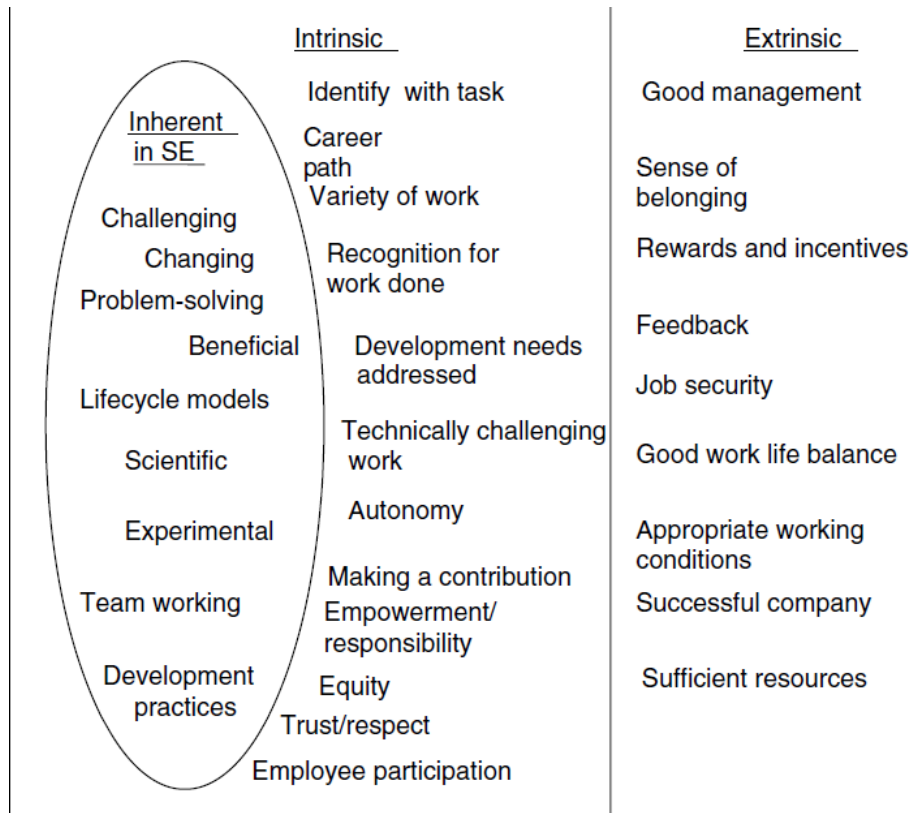 Intrinsic
Extrinsic
Inherent
in SE
Challenging
Changing
Problem-solving
Beneficial
Lifecycle models
Scientific
Experimental
Team working
Development
practices
Identify with task
Career
path
Variety of work
Recognition for
work done
Development needs
addressed
Technically challenging
work
Autonomy
Making a contribution
Empowerment/
responsibility
Equity
Trust/respect
Employee participation
Good management
Sense of
belonging
Rewards and incentives
Feedback
Job security
Good work life balance
Appropriate working
conditions
Successful company
Sufficient resources